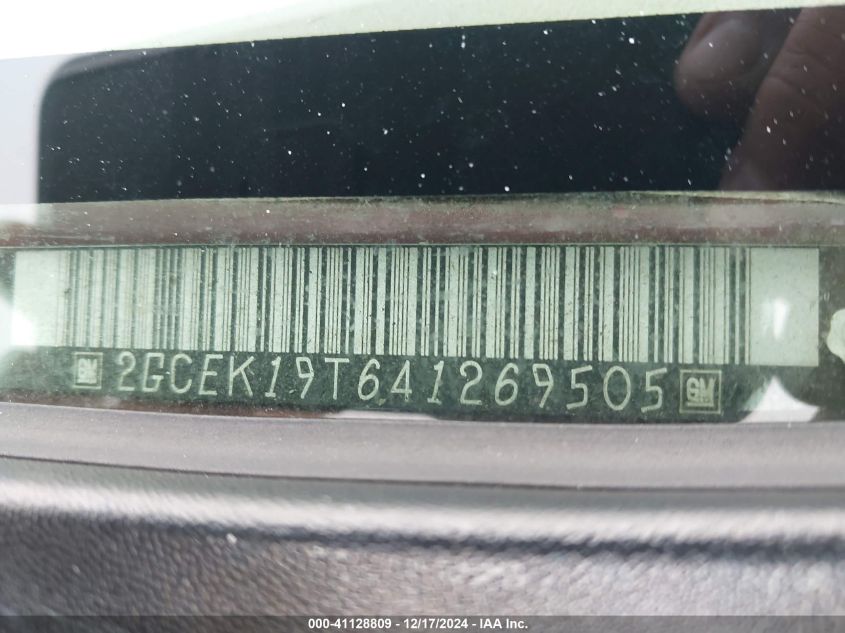 GM 2GCEK19T641269505 GM
000-41128809 / 12/17/2024 - IAA Inc.